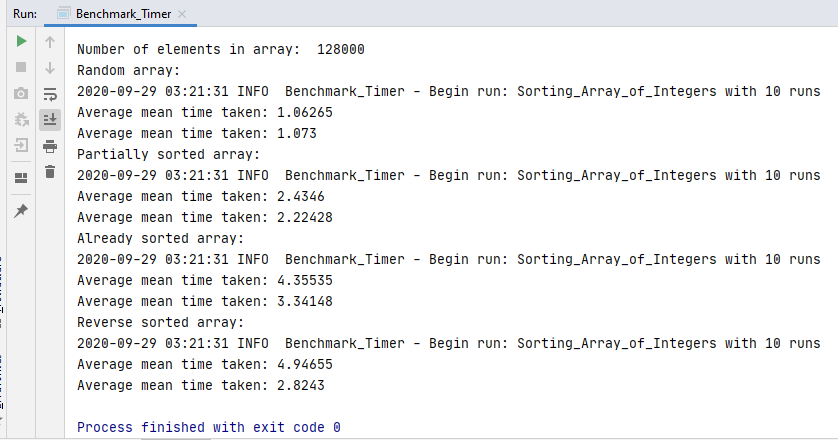 Run: Benchmark_Timer
Number of elements in array:  128000
Random array:
2020-09-29 03:21:31 INFO  Benchmark_Timer - Begin run: Sorting_Array_of_Integers with 10 runs
Average mean time taken: 1.06265
Average mean time taken: 1.073
Partially sorted array:
2020-09-29 03:21:31 INFO  Benchmark_Timer - Begin run: Sorting_Array_of_Integers with 10 runs
Average mean time taken: 2.4346
Average mean time taken: 2.22428
Already sorted array:
2020-09-29 03:21:31 INFO  Benchmark_Timer - Begin run: Sorting_Array_of_Integers with 10 runs
Average mean time taken: 4.35535
Average mean time taken: 3.34148
Reverse sorted array:
2020-09-29 03:21:31 INFO  Benchmark_Timer - Begin run: Sorting_Array_of_Integers with 10 runs
Average mean time taken: 4.94655
Average mean time taken: 2.8243
Process finished with exit code 0